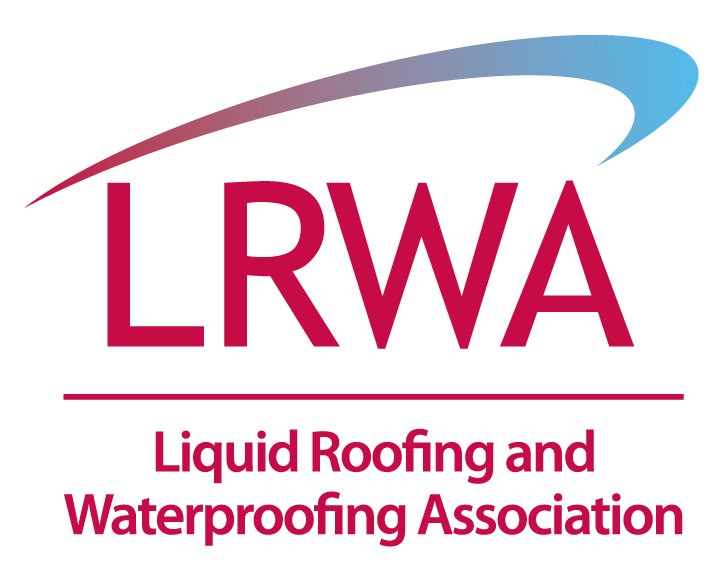 LRWA
Liquid Roofing and
Waterproofing Association